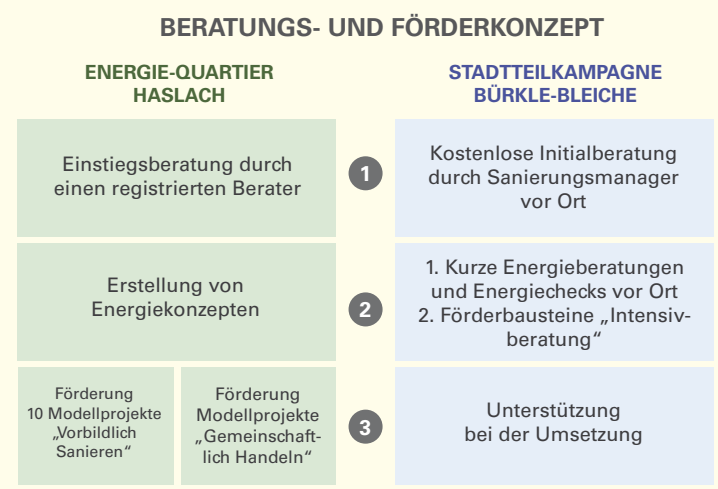 BERATUNGS- UND FÖRDERKONZEPT
ENERGIE-QUARTIER
HASLACH
STADTTEILKAMPAGNE
BÜRKLE-BLEICHE
Einstiegsberatung durch
einen registrierten Berater
1
Kostenlose Initialberatung
durch Sanierungsmanager
vor Ort
Erstellung von
Energiekonzepten
2
1. Kurze Energieberatungen
und Energiechecks vor Ort
2. Förderbausteine „Intensiv-
beratung“
Förderung
10 Modellprojekte
„Vorbildlich
Sanieren“
Förderung
Modellprojekte
„Gemeinschaft-
lich Handeln“
3
Unterstützung
bei der Umsetzung